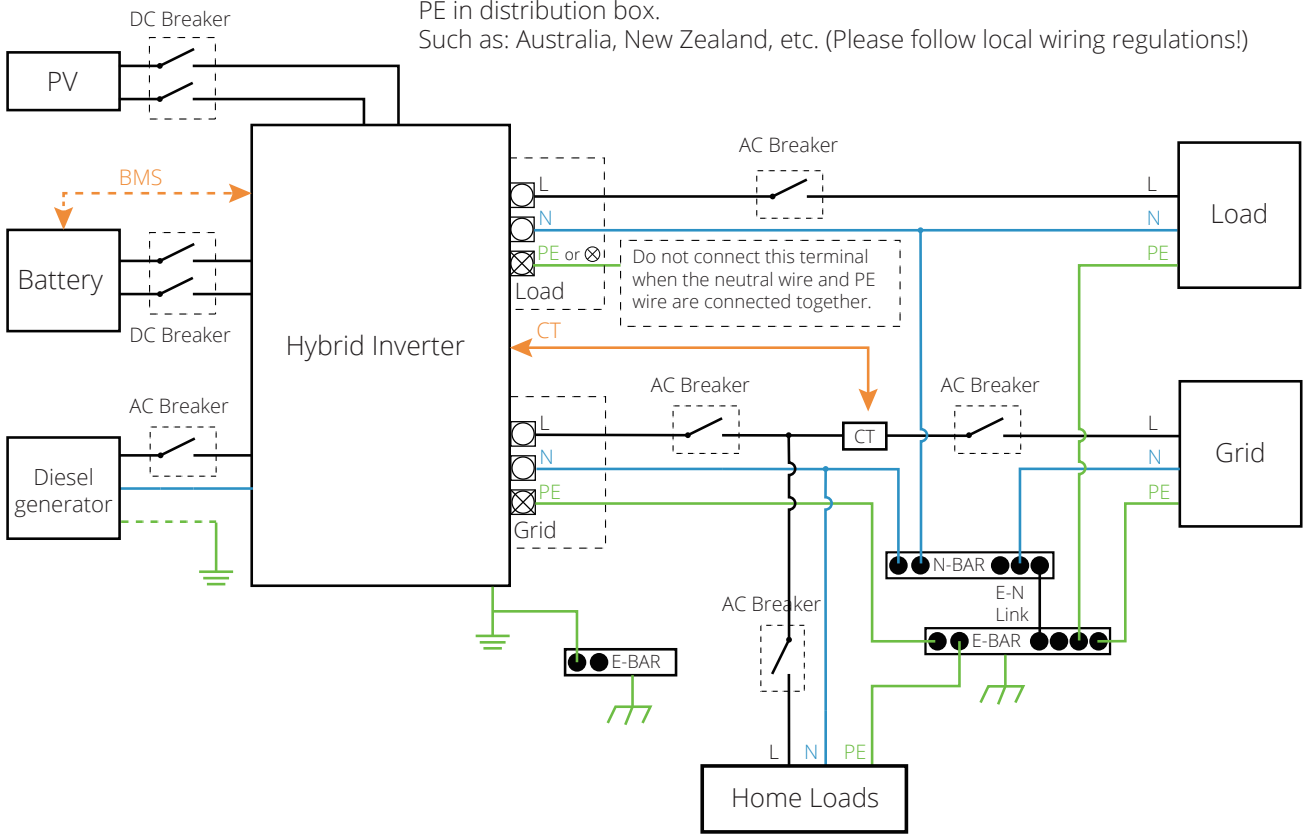 PE in distribution box.
Such as: Australia, New Zealand, etc. (Please follow local wiring regulations!)
DC Breaker
PV
BMS
Battery
DC Breaker
AC Breaker
Diesel
generator
Hybrid Inverter
L
N
PE or ⊗
Load
Do not connect this terminal
when the neutral wire and PE
wire are connected together.
AC Breaker
L
N
PE
Load
CT
AC Breaker
CT
AC Breaker
L
N
PE
Grid
L
N
PE
Grid
N-BAR
E-N
Link
E-BAR
AC Breaker
E-BAR
L N PE
Home Loads